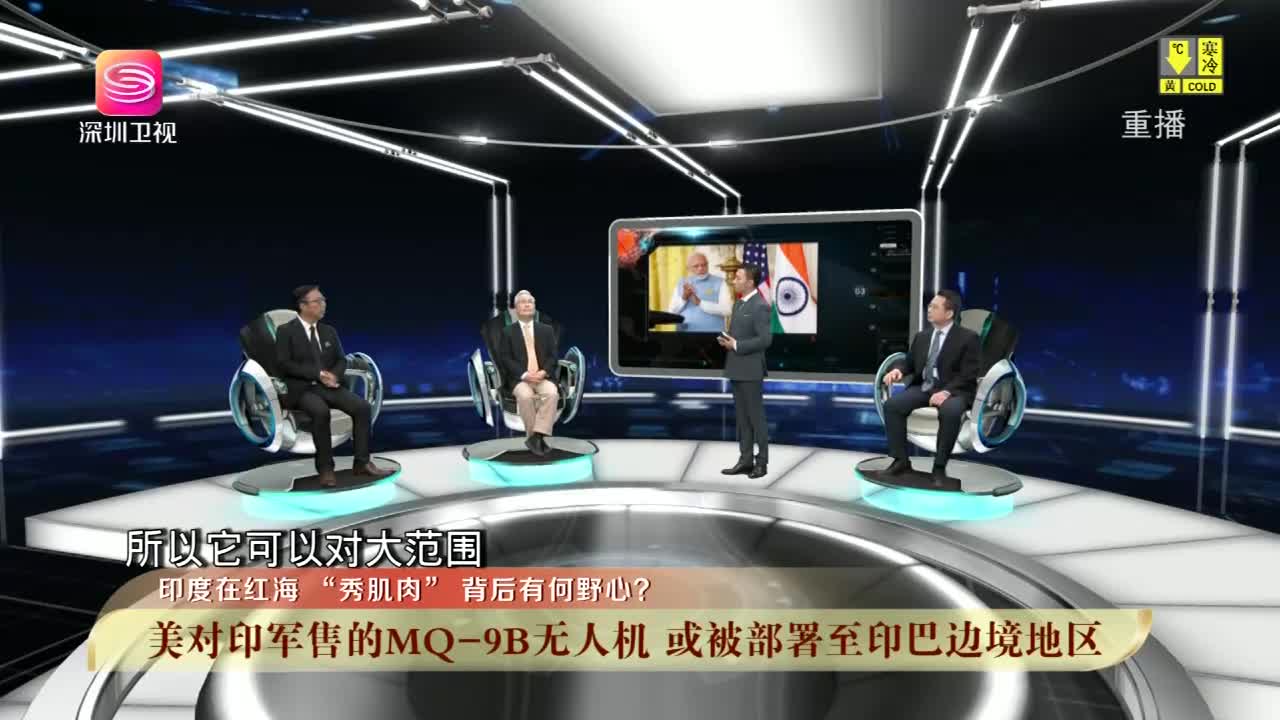 深圳卫视
℃
寒冷
黄 COLD
重播
63
所以它可以对大范围
印度在红海 “秀肌肉” 背后有何野心?
美对印军售的MQ-9B无人机 或被部署至印巴边境地区